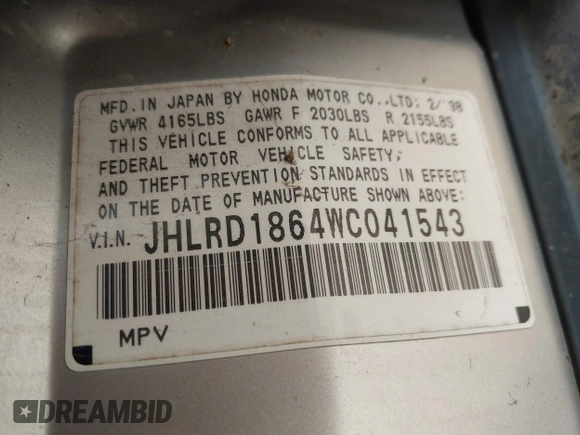 MFD. IN JAPAN BY HONDA MOTOR CO., LTD: 2/'98
GVWR 4165LBS GAWR F 2030LBS R 2155LBS
THIS VEHICLE CONFORMS TO ALL APPLICABLE
FEDERAL MOTOR VEHICLE SAFETY,
AND THEFT PREVENTION STANDARDS IN EFFECT
ON THE DATE OF MANUFACTURE SHOWN ABOVE:
V.I.N. JHLRD1864WC041543
MPV
DREAMBID